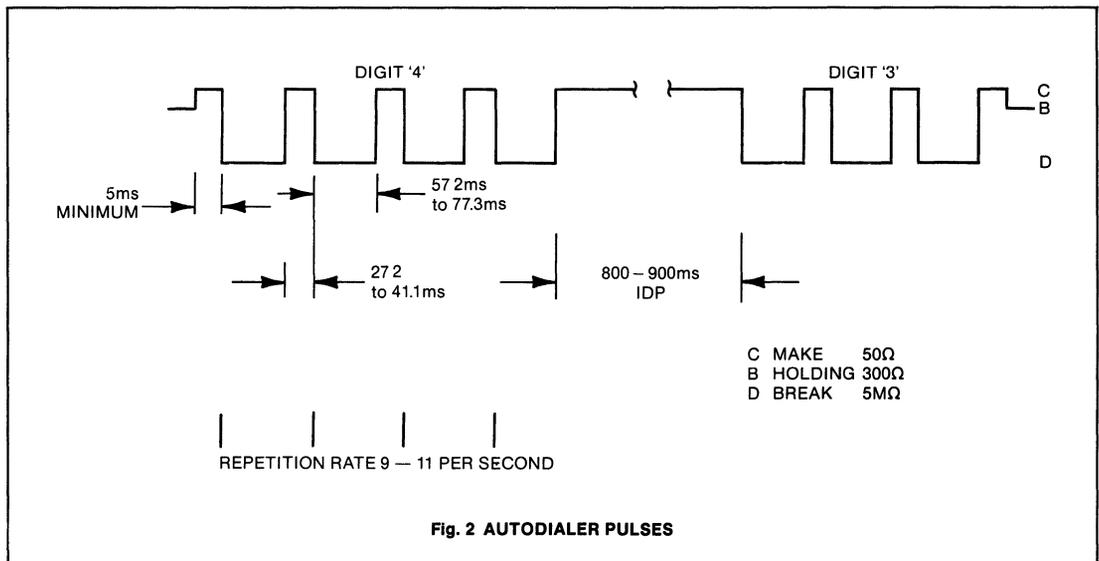 DIGIT '4'
DIGIT '3'
C
B
D
5ms
MINIMUM
57 2ms
to 77.3ms
27 2
to 41.1ms
800 – 900ms
IDP
C MAKE 50Ω
B HOLDING 300Ω
D BREAK 5MΩ
REPETITION RATE 9 — 11 PER SECOND
Fig. 2 AUTODIALER PULSES